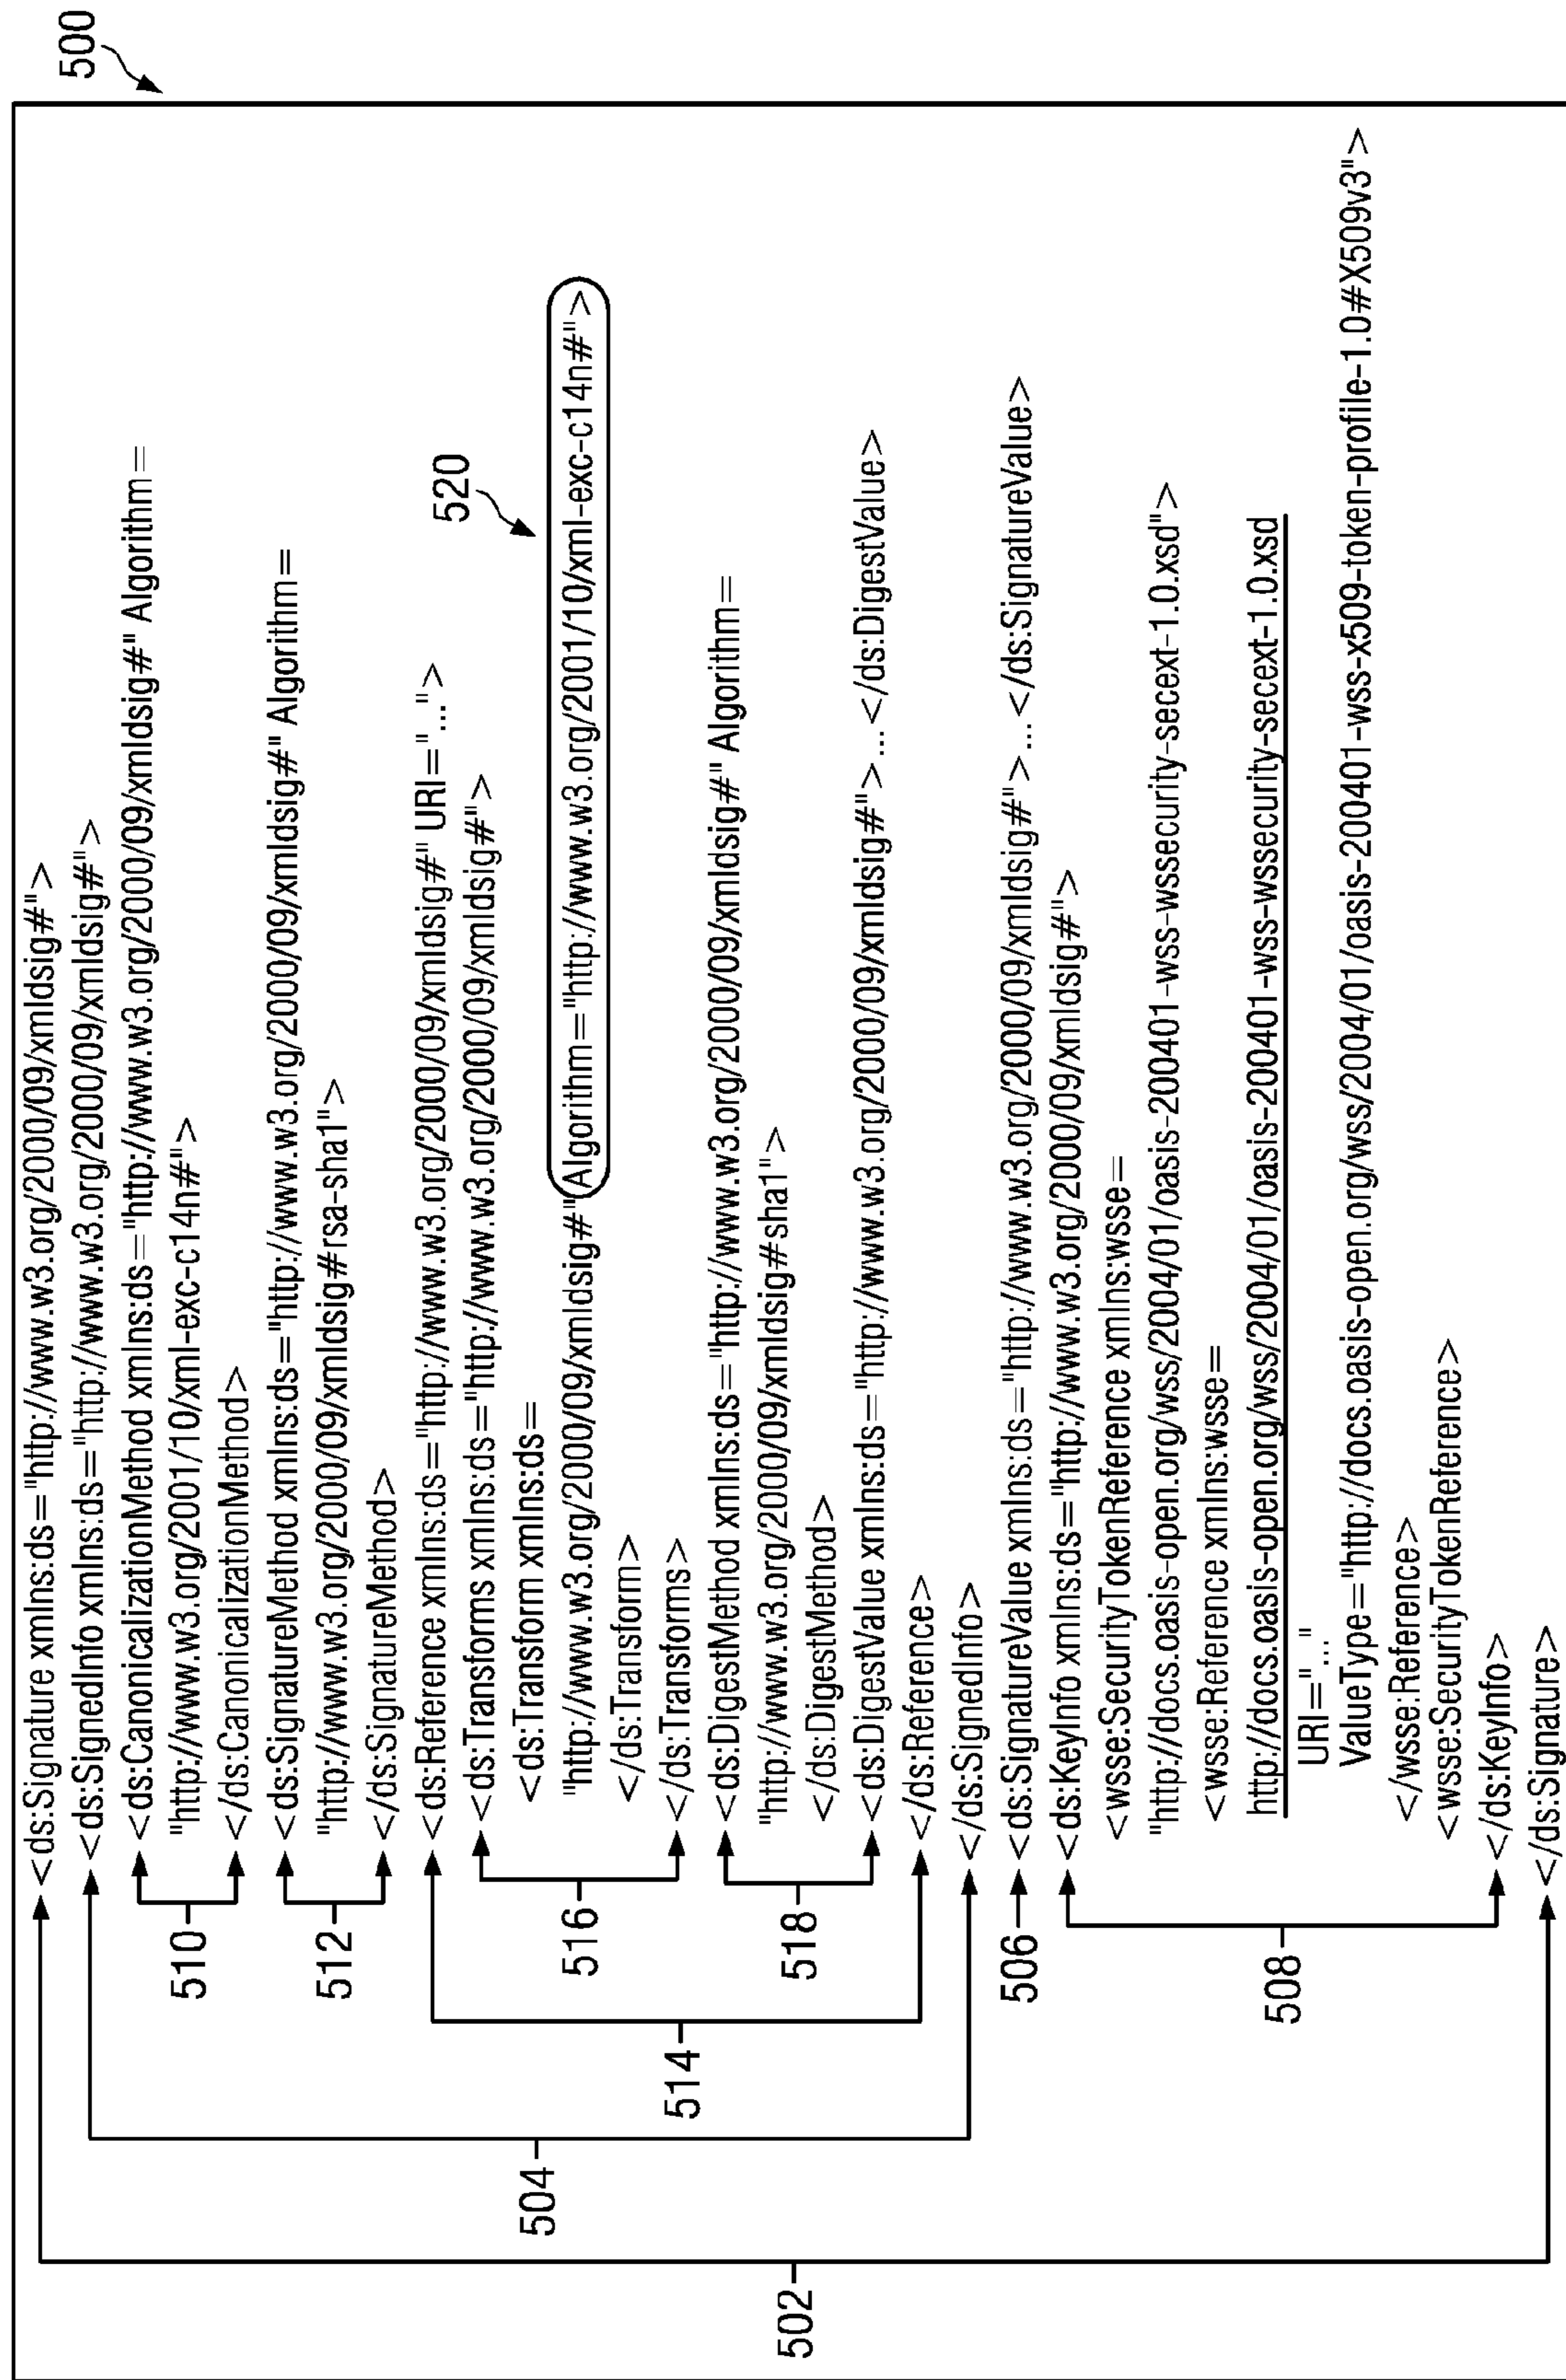 500
<ds:Signature xmlns:ds="http://www.w3.org/2000/09/xmldsig#">
<ds:SignedInfo xmlns:ds="http://www.w3.org/2000/09/xmldsig#">
<ds:CanonicalizationMethod xmlns:ds="http://www.w3.org/2000/09/xmldsig#" Algorithm=
"http://www.w3.org/2001/10/xml-exc-c14n#">
</ds:CanonicalizationMethod>
<ds:SignatureMethod xmlns:ds="http://www.w3.org/2000/09/xmldsig#" Algorithm=
"http://www.w3.org/2000/09/xmldsig#rsa-sha1">
</ds:SignatureMethod>
<ds:Reference xmlns:ds="http://www.w3.org/2000/09/xmldsig#" URI="...">
<ds:Transforms xmlns:ds="http://www.w3.org/2000/09/xmldsig#">
<ds:Transform xmlns:ds=
"http://www.w3.org/2000/09/xmldsig#" Algorithm="http://www.w3.org/2001/10/xml-exc-c14n#">
</ds:Transform>
</ds:Transforms>
<ds:DigestMethod xmlns:ds="http://www.w3.org/2000/09/xmldsig#" Algorithm=
"http://www.w3.org/2000/09/xmldsig#sha1">
</ds:DigestMethod>
<ds:DigestValue xmlns:ds="http://www.w3.org/2000/09/xmldsig#">...</ds:DigestValue>
</ds:Reference>
</ds:SignedInfo>
<ds:SignatureValue xmlns:ds="http://www.w3.org/2000/09/xmldsig#">...</ds:SignatureValue>
<ds:KeyInfo xmlns:ds="http://www.w3.org/2000/09/xmldsig#">
<wsse:SecurityTokenReference xmlns:wsse=
"http://docs.oasis-open.org/wss/2004/01/oasis-200401-wss-wssecurity-secext-1.0.xsd">
<wsse:Reference xmlns:wsse=
http://docs.oasis-open.org/wss/2004/01/oasis-200401-wss-wssecurity-secext-1.0.xsd
URI="..."
ValueType="http://docs.oasis-open.org/wss/2004/01/oasis-200401-wss-x509-token-profile-1.0#X509v3">
</wsse:Reference>
<wsse:SecurityTokenReference>
</ds:KeyInfo>
</ds:Signature>
520
510
512
516
518
506
508
514
504
502